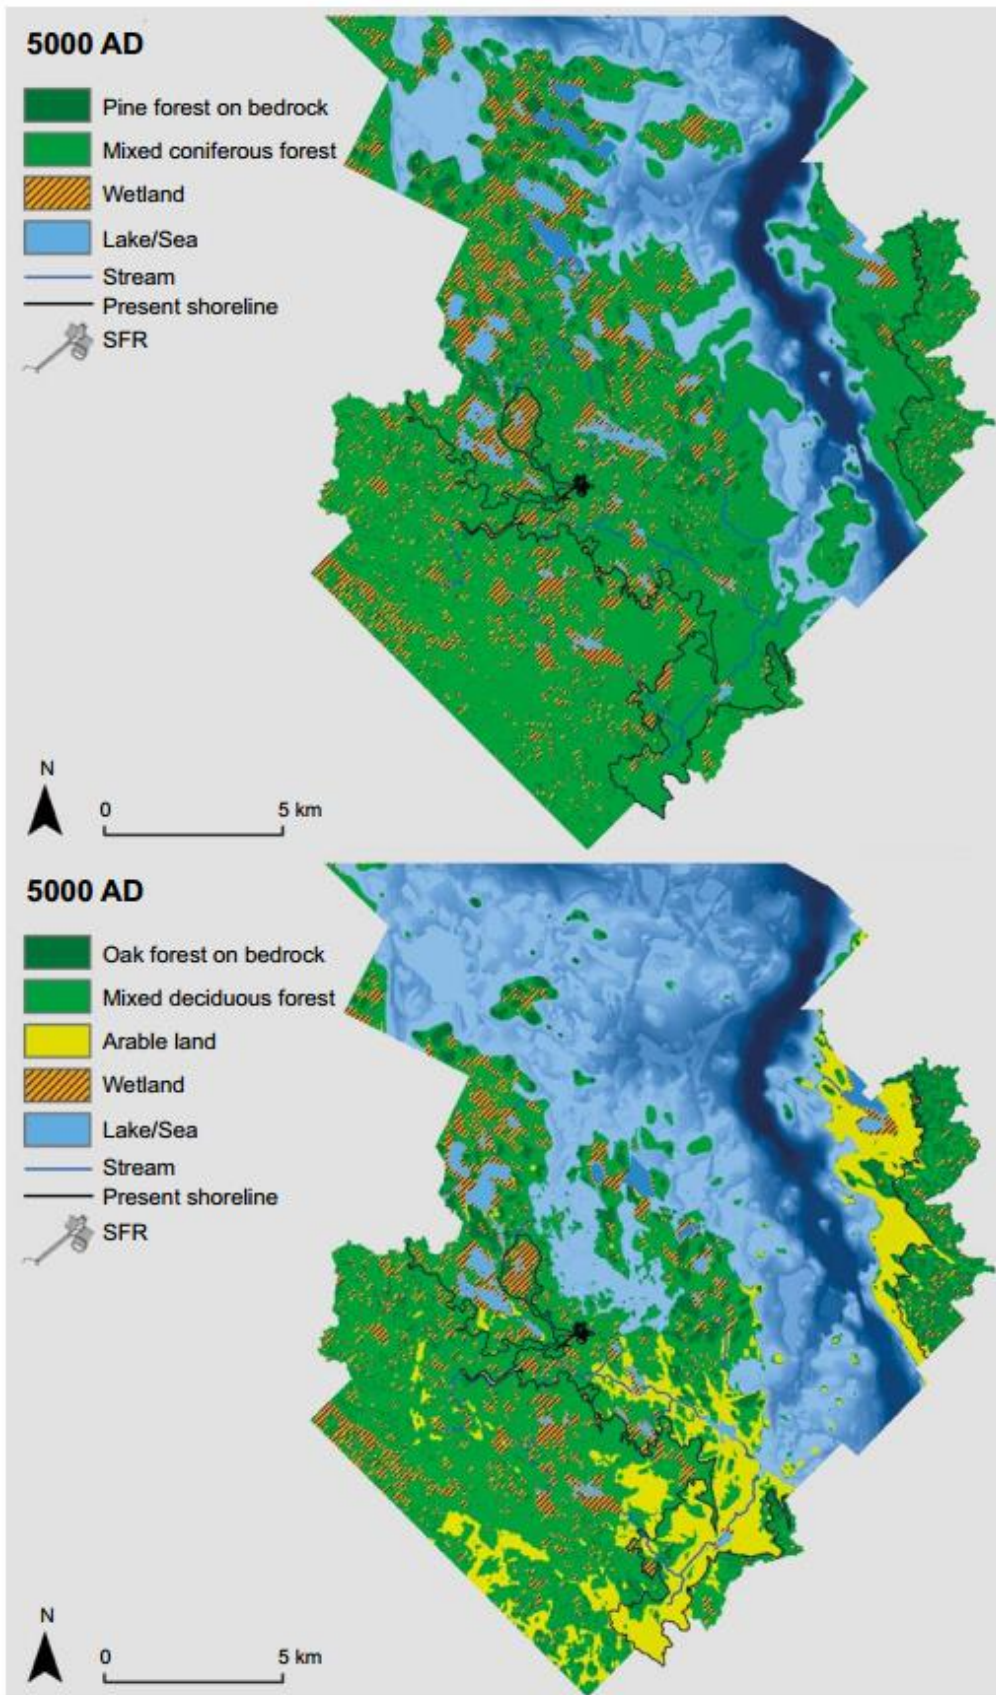 5000 AD
Pine forest on bedrock
Mixed coniferous forest
Wetland
Lake/Sea
Stream
Present shoreline
SFR
N
0 5 km
5000 AD
Oak forest on bedrock
Mixed deciduous forest
Arable land
Wetland
Lake/Sea
Stream
Present shoreline
SFR
N
0 5 km